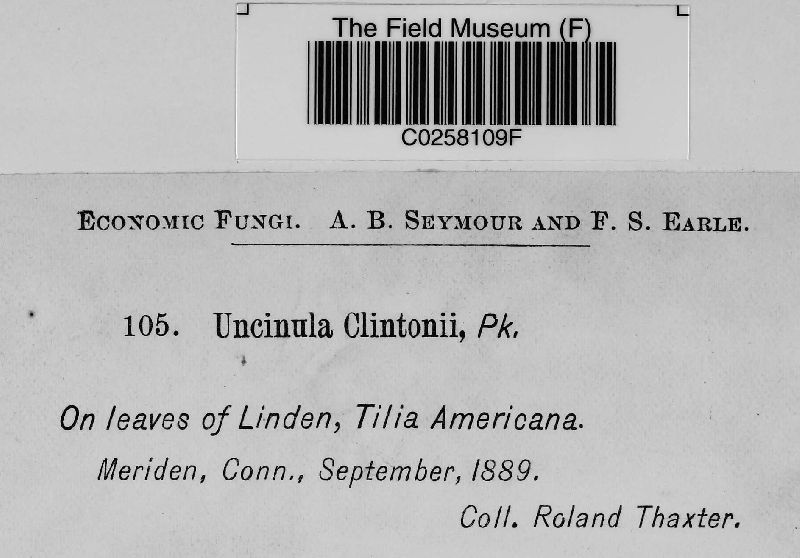 The Field Museum (F)
C0258109F
Economic Fungi. A. B. Seymour and F. S. Earle.
105. Uncinula Clintonii, Pk.
On leaves of Linden, Tilia Americana.
Meriden, Conn., September, 1889.
Coll. Roland Thaxter.